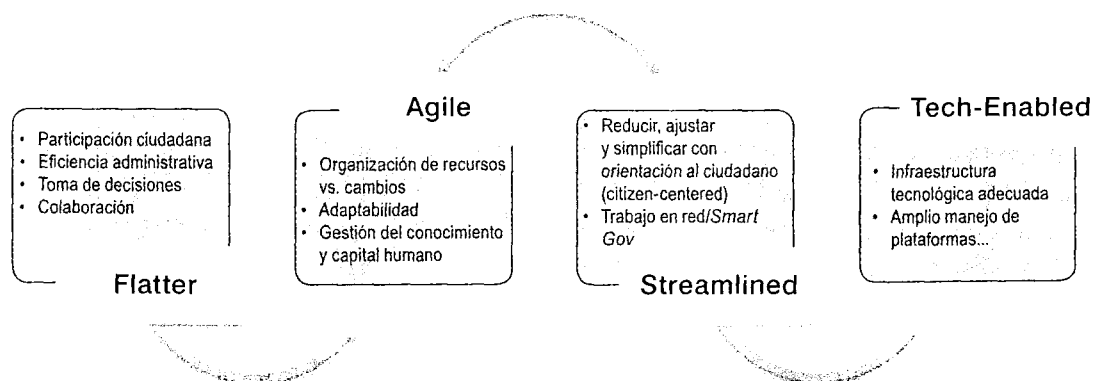 • Participación ciudadana
• Eficiencia administrativa
• Toma de decisiones
• Colaboración
Flatter
Agile
• Organización de recursos
vs. cambios
• Adaptabilidad
• Gestión del conocimiento
y capital humano
• Reducir, ajustar
y simplificar con
orientación al ciudadano
(citizen-centered)
• Trabajo en red/Smart
Gov
Streamlined
Tech-Enabled
• Infraestructura
tecnológica adecuada
• Amplio manejo de
plataformas...